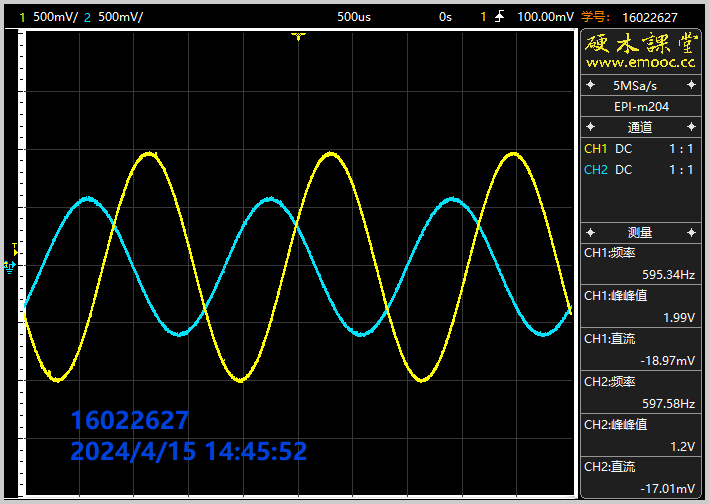 1 500mV/ 2 500mV/ 500us 0s 1 100.00mV 学号: 16022627
硬木課堂
www.emooc.cc
5MSa/s
EPI-m204
通道
CH1 DC 1 : 1
CH2 DC 1 : 1
测量
CH1:频率
595.34Hz
CH1:峰峰值
1.99V
CH1:直流
-18.97mV
CH2:频率
597.58Hz
CH2:峰峰值
1.2V
CH2:直流
-17.01mV
T
16022627
2024/4/15 14:45:52